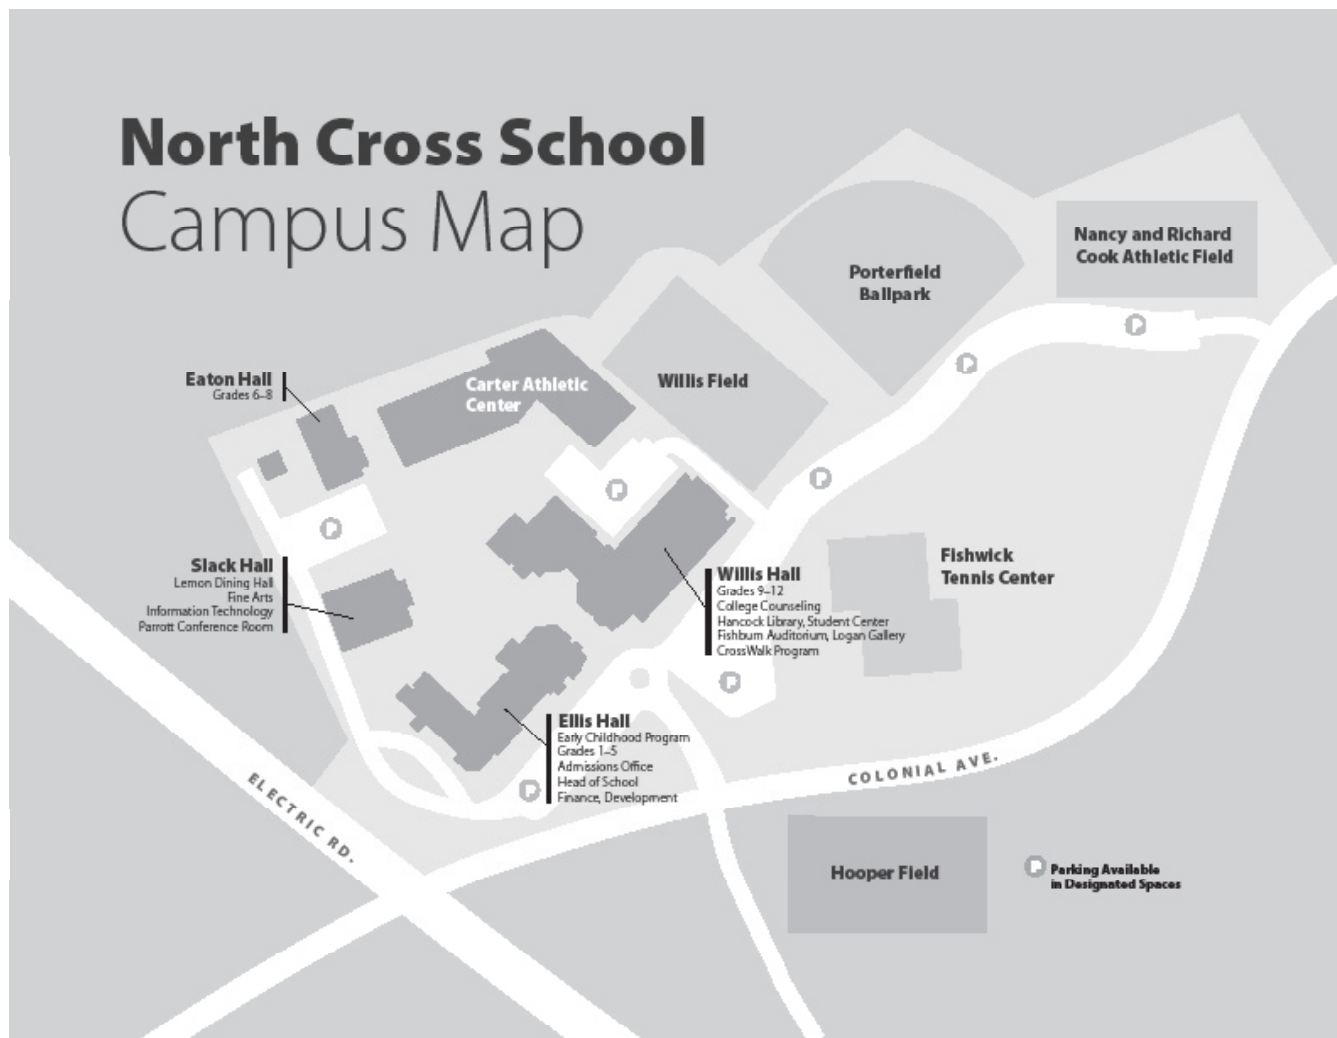 North Cross School
Campus Map
Nancy and Richard
Cook Athletic Field
Porterfield
Ballpark
Eaton Hall
Grades 6–8
Carter Athletic
Center
Willis Field
Slack Hall
Lemon Dining Hall
Fine Arts
Information Technology
Parrott Conference Room
Willis Hall
Grades 9–12
College Counseling
Hancock Library, Student Center
Fishburn Auditorium, Logan Gallery
CrossWalk Program
Fishwick
Tennis Center
Ellis Hall
Early Childhood Program
Grades 1–5
Admissions Office
Head of School
Finance, Development
ELECTRIC RD.
COLONIAL AVE.
Hooper Field
P Parking Available
in Designated Spaces
P
P
P
P
P
P
P